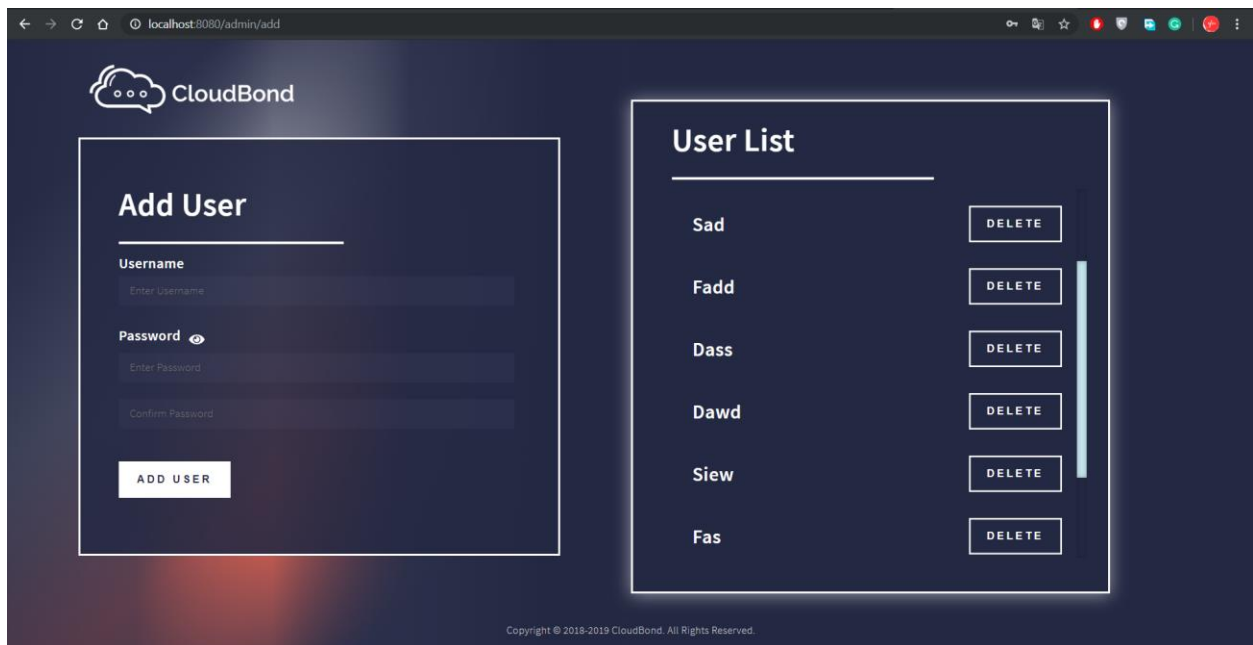 localhost:8080/admin/add
CloudBond
Add User
Username
Enter Username
Password
Enter Password
Confirm Password
ADD USER
User List
Sad DELETE
Fadd DELETE
Dass DELETE
Dawd DELETE
Siew DELETE
Fas DELETE
Copyright © 2018-2019 CloudBond. All Rights Reserved.